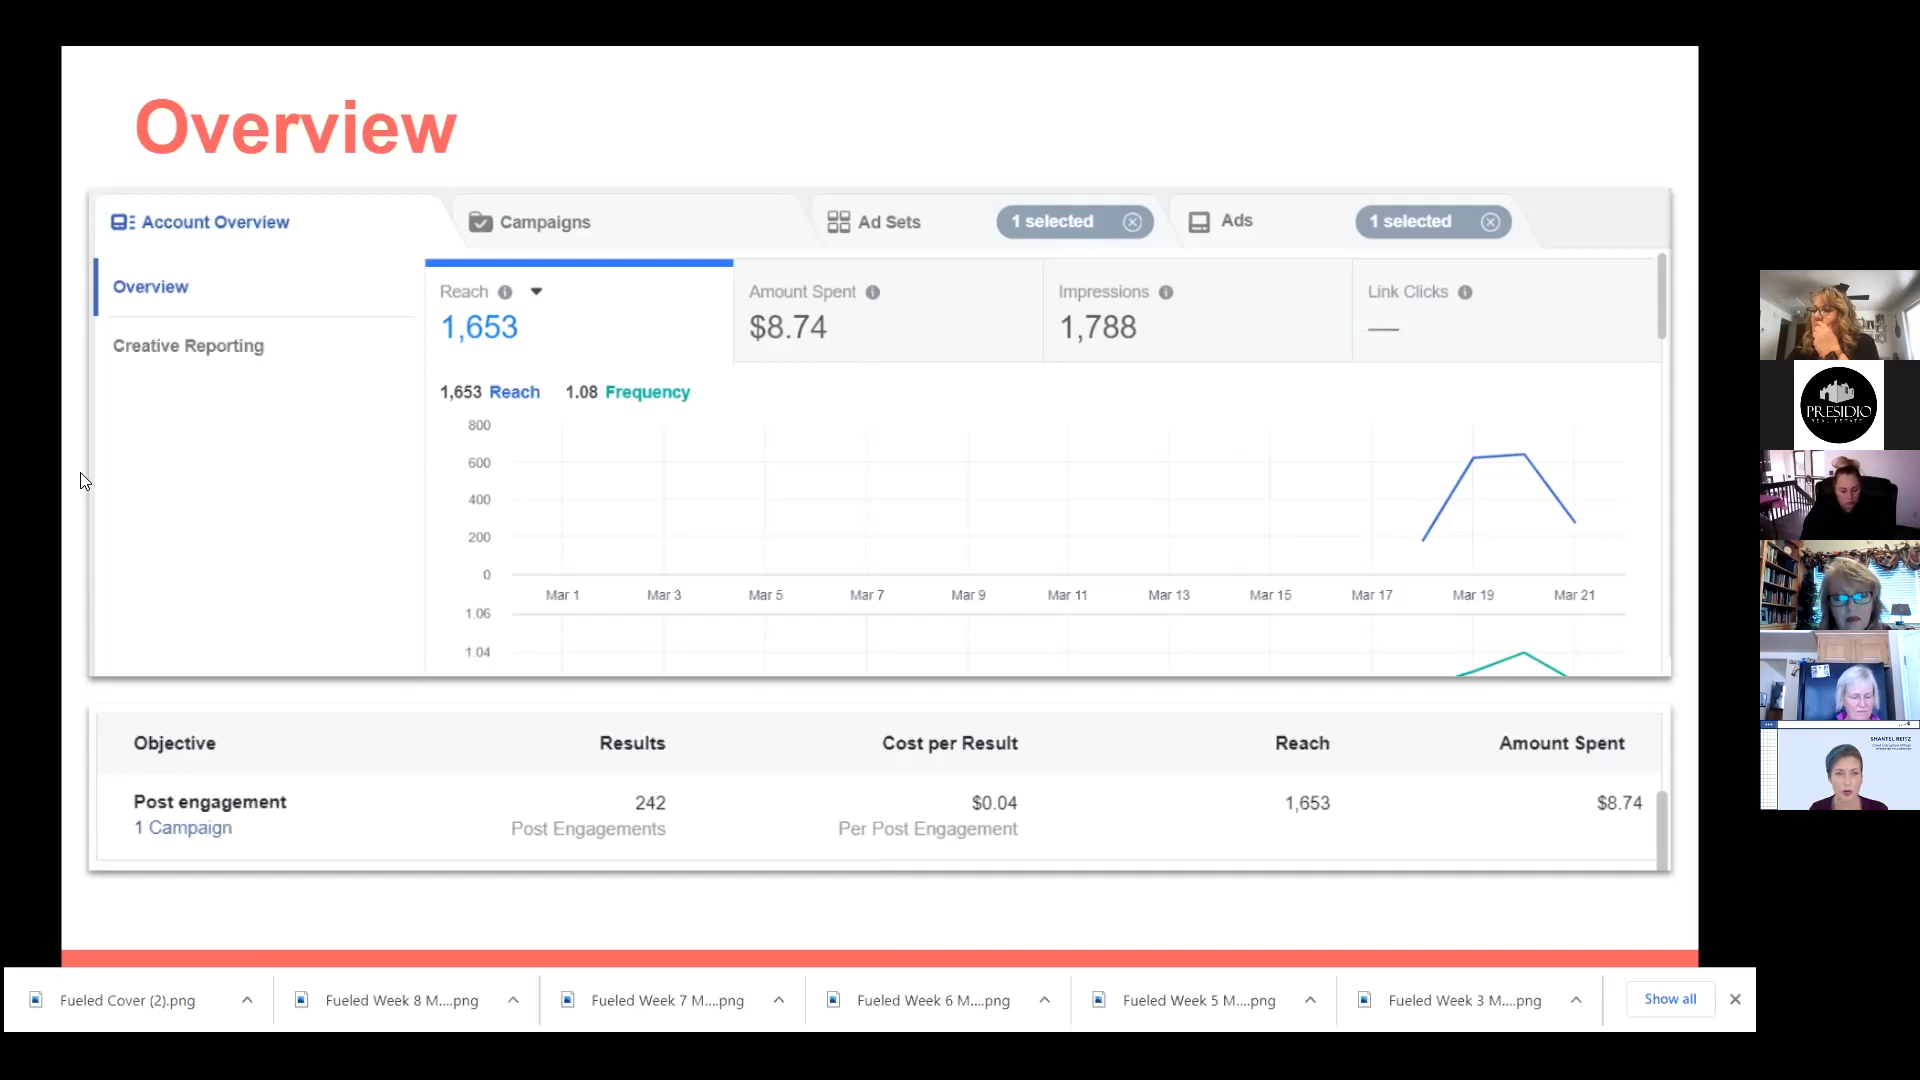 Overview
Account Overview
Campaigns
Ad Sets
1 selected
Ads
1 selected
Overview
Creative Reporting
Reach
1,653
Amount Spent
$8.74
Impressions
1,788
Link Clicks
—
1,653 Reach 1.08 Frequency
800
600
400
200
0
Mar 1 Mar 3 Mar 5 Mar 7 Mar 9 Mar 11 Mar 13 Mar 15 Mar 17 Mar 19 Mar 21
1.06
1.04
Objective Results Cost per Result Reach Amount Spent
Post engagement 242 $0.04 1,653 $8.74
1 Campaign Post Engagements Per Post Engagement
PRESIDIO
REAL ESTATE
SHANTEL REITZ
Fueled Cover (2).png
Fueled Week 8 M....png
Fueled Week 7 M....png
Fueled Week 6 M....png
Fueled Week 5 M....png
Fueled Week 3 M....png
Show all